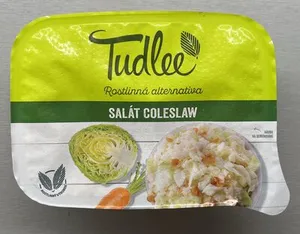 Tudlee
Rostlinná alternativa
SALÁT COLESLAW